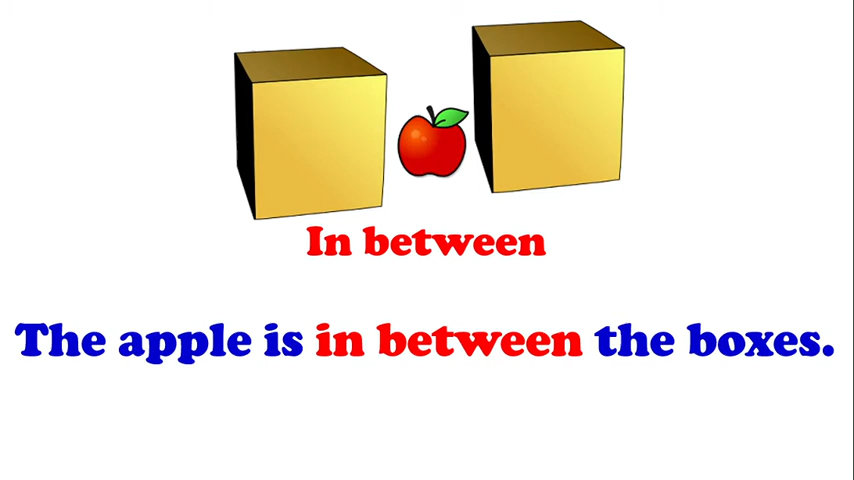 In between
The apple is in between the boxes.